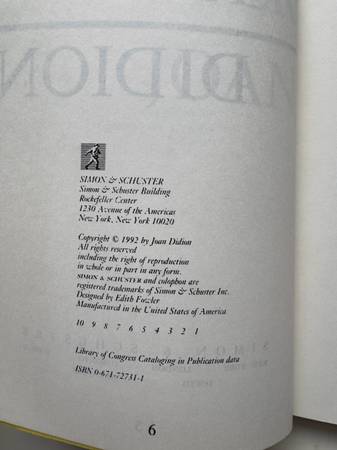 SIMON & SCHUSTER
Simon & Schuster Building
Rockefeller Center
1230 Avenue of the Americas
New York, New York 10020
Copyright © 1992 by Joan Didion
All rights reserved
including the right of reproduction
in whole or in part in any form.
SIMON & SCHUSTER and colophon are
registered trademarks of Simon & Schuster Inc.
Designed by Edith Fowler
Manufactured in the United States of America
10 9 8 7 6 5 4 3 2 1
Library of Congress Cataloging in Publication data
ISBN 0-671-72731-1
6